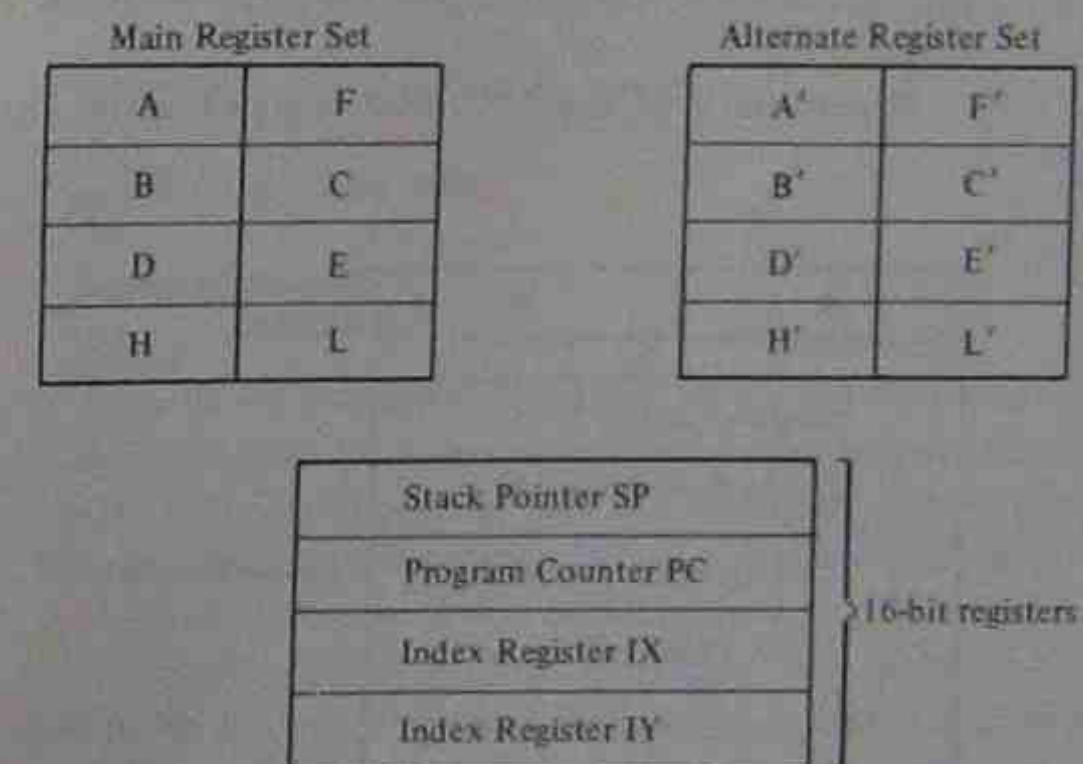 Main Register Set
A F
B C
D E
H L
Alternate Register Set
A' F'
B' C'
D' E'
H' L'
Stack Pointer SP
Program Counter PC
Index Register IX
Index Register IY
16-bit registers